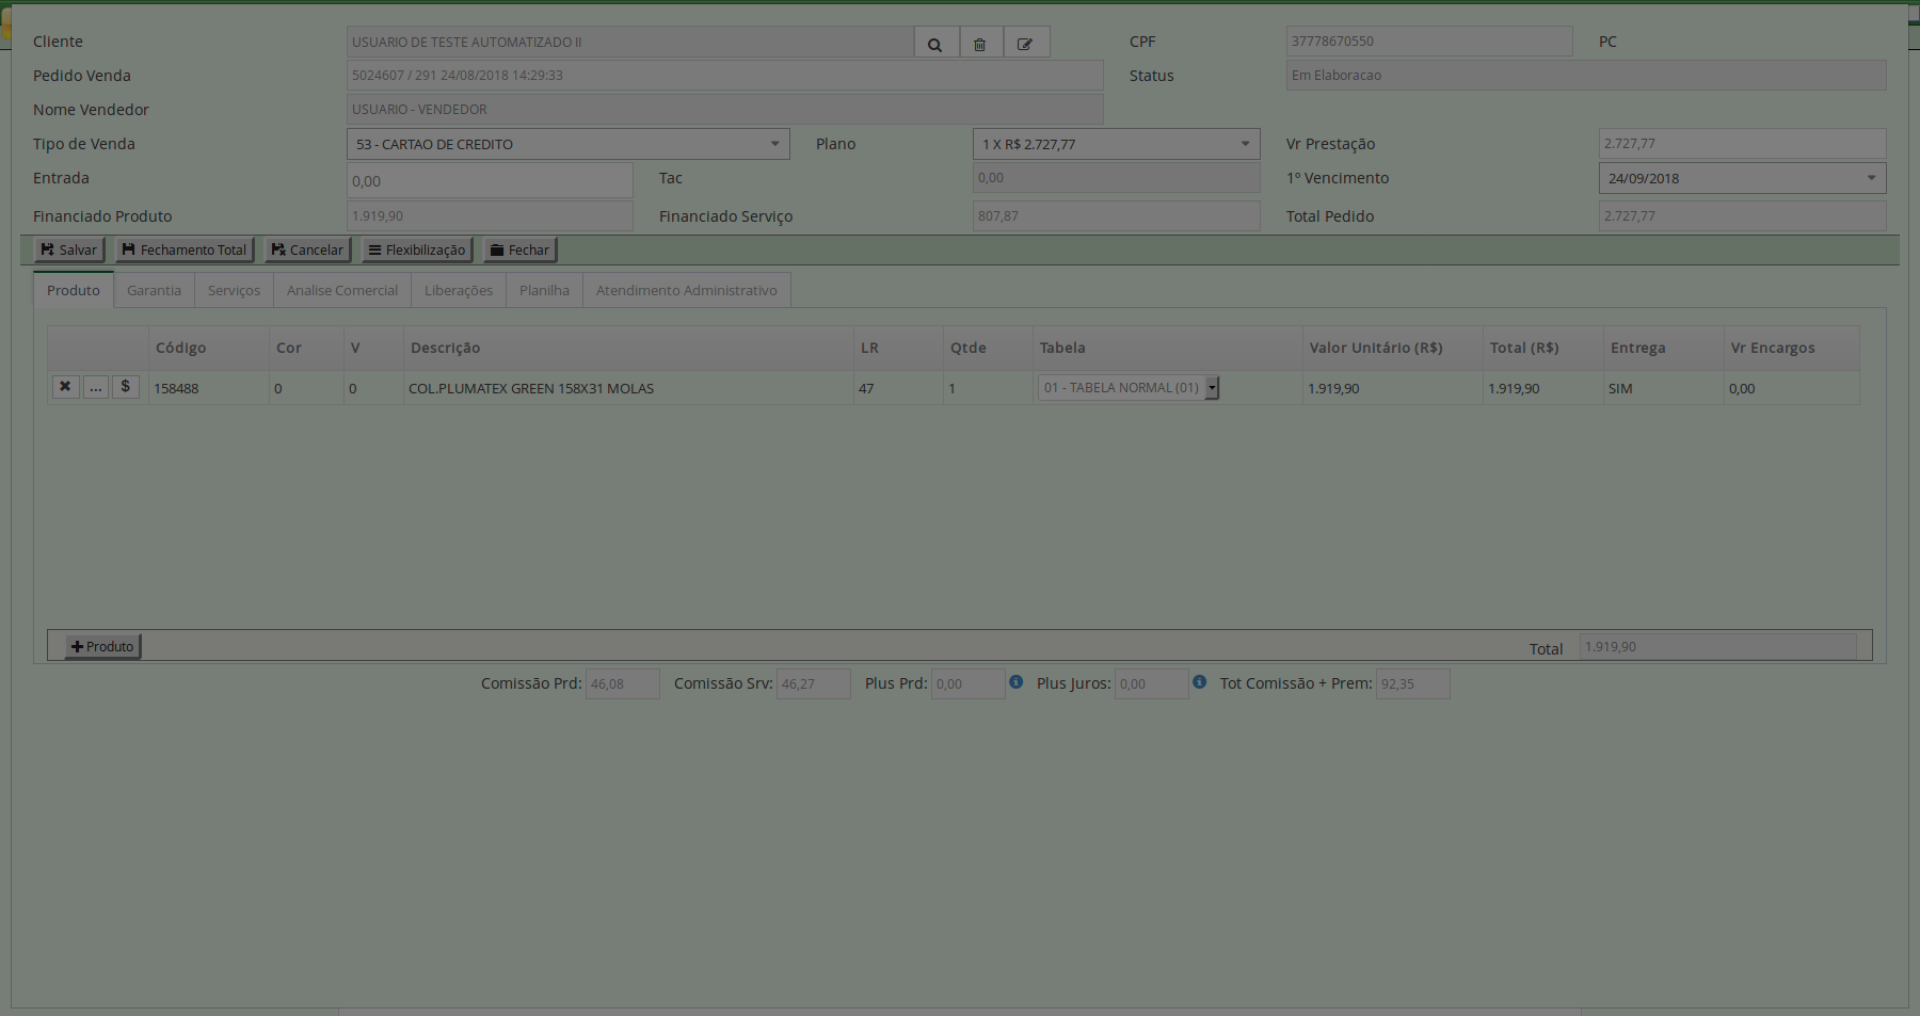 Cliente USUARIO DE TESTE AUTOMATIZADO II CPF 37778670550 PC
Pedido Venda 5024607 / 291 24/08/2018 14:29:33 Status Em Elaboracao
Nome Vendedor USUARIO - VENDEDOR
Tipo de Venda 53 - CARTAO DE CREDITO Plano 1 X R$ 2.727,77 Vr Prestação 2.727,77
Entrada 0,00 Tac 0,00 1º Vencimento 24/09/2018
Financiado Produto 1.919,90 Financiado Serviço 807,87 Total Pedido 2.727,77
Salvar Fechamento Total Cancelar Flexibilização Fechar
Produto Garantia Serviços Analise Comercial Liberações Planilha Atendimento Administrativo
Código Cor V Descrição LR Qtde Tabela Valor Unitário (R$) Total (R$) Entrega Vr Encargos
... $ 158488 0 0 COL.PLUMATEX GREEN 158X31 MOLAS 47 1 01 - TABELA NORMAL (01) 1.919,90 1.919,90 SIM 0,00
Produto Total 1.919,90
Comissão Prd: 46,08 Comissão Srv: 46,27 Plus Prd: 0,00 Plus Juros: 0,00 Tot Comissão + Prem: 92,35